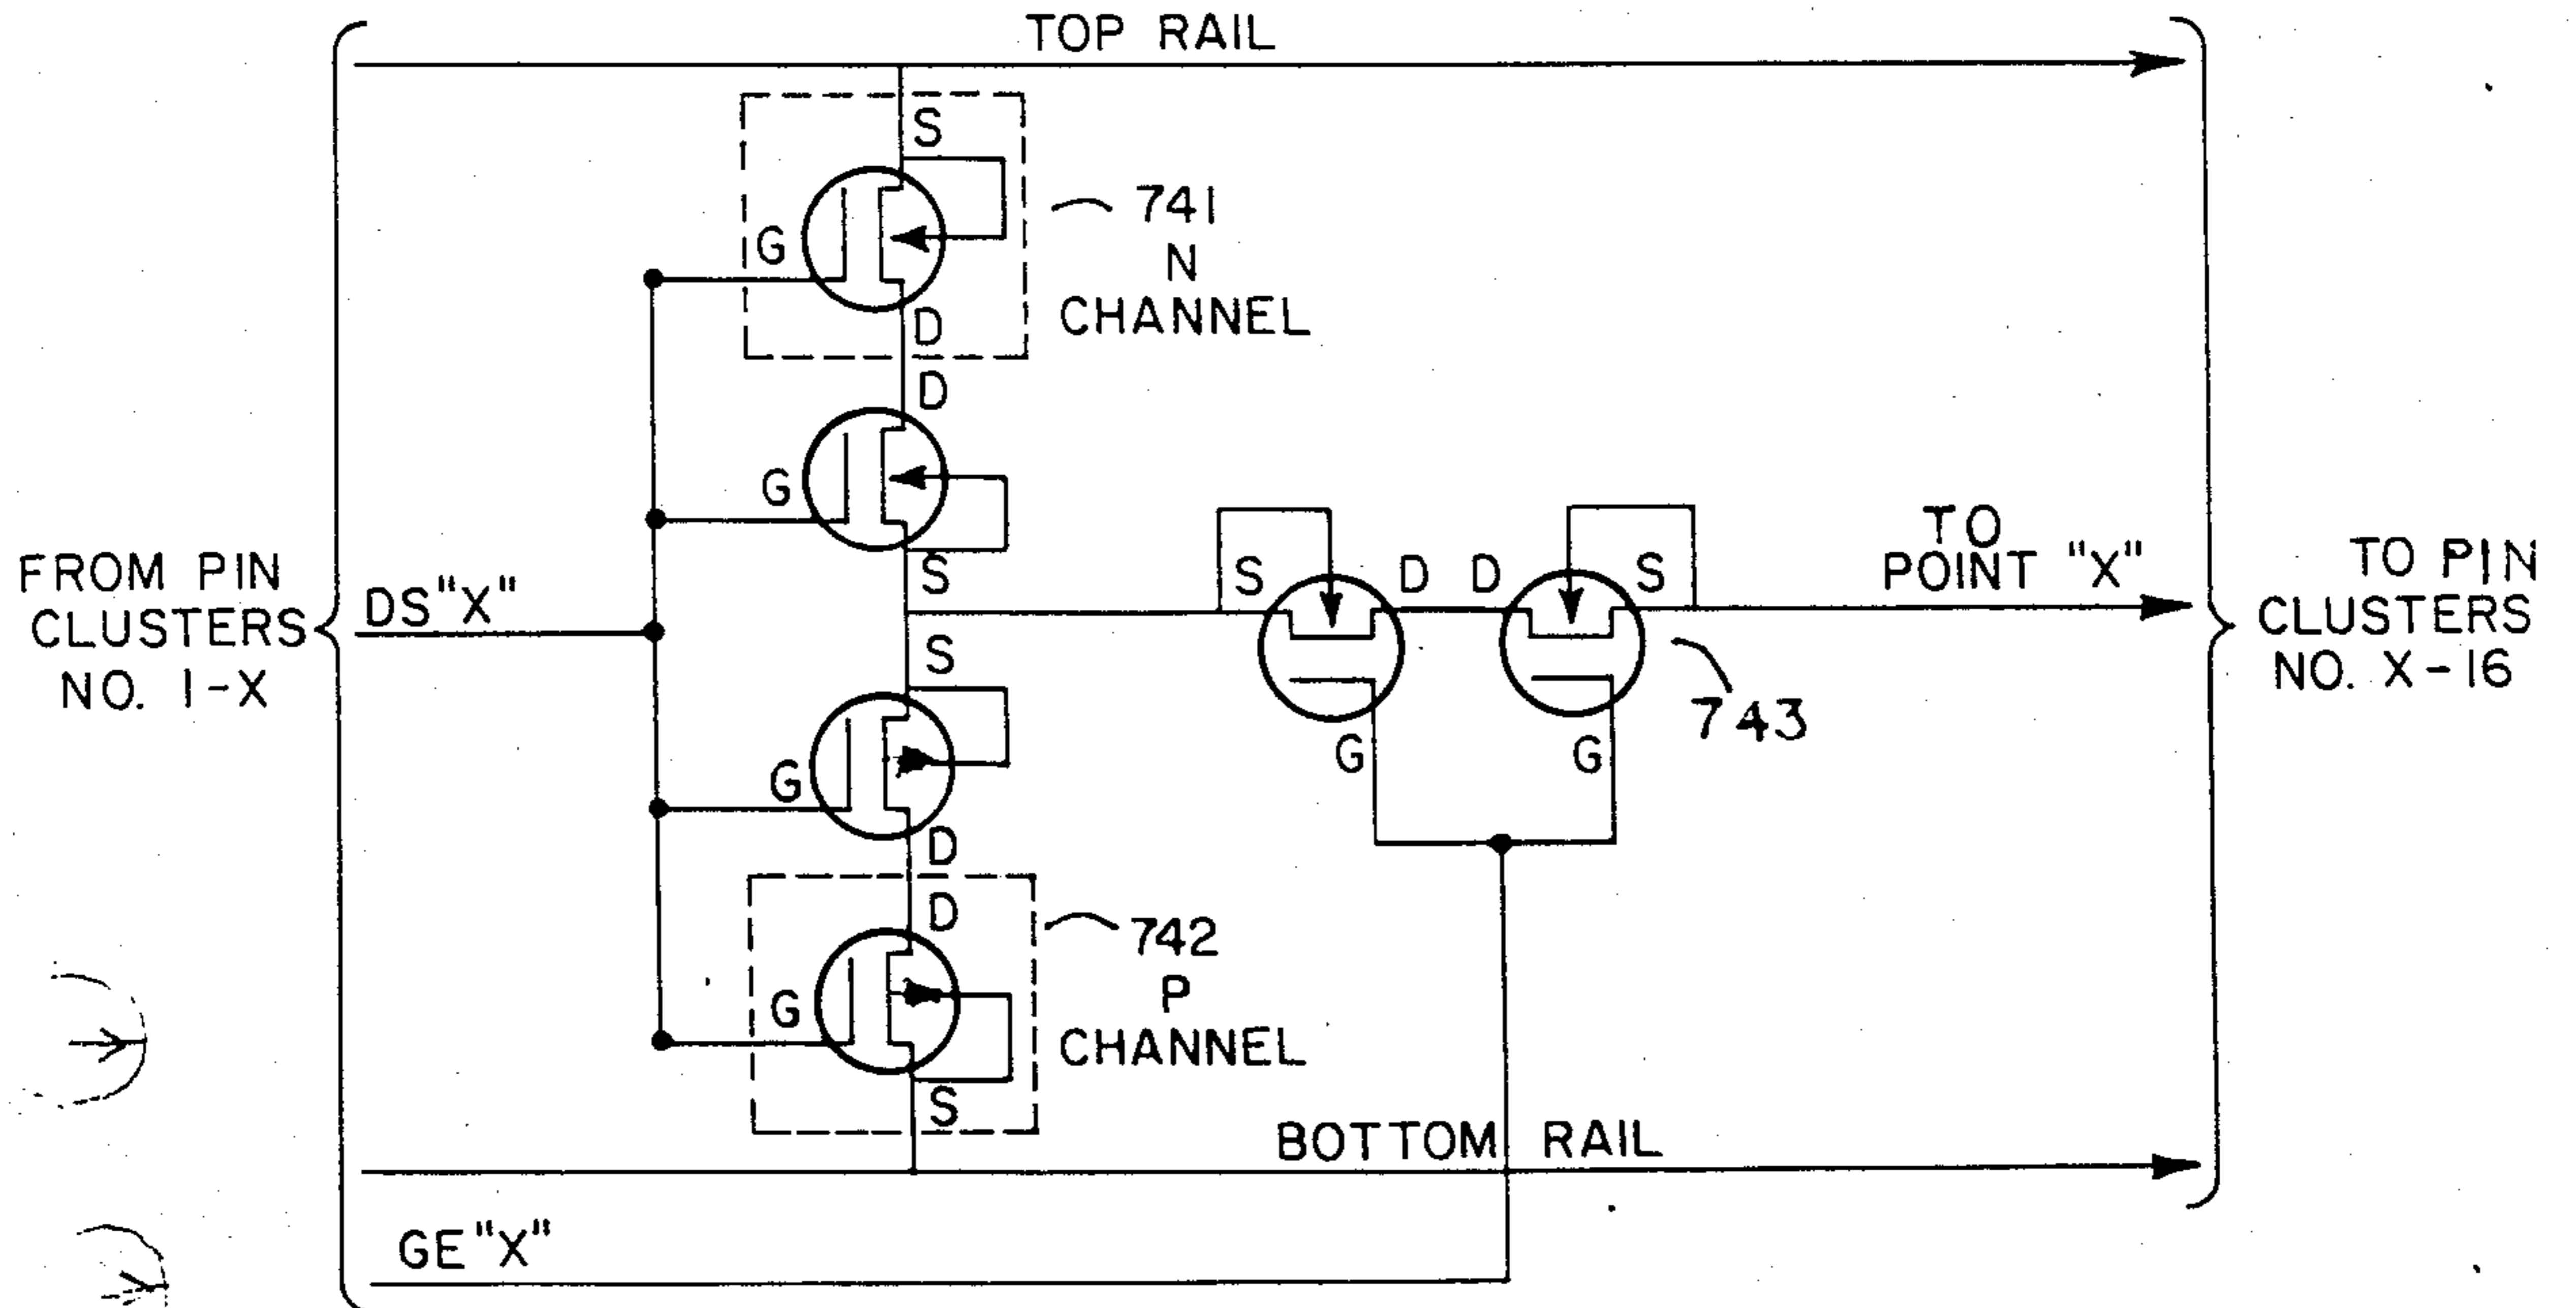 TOP RAIL
S
G
741
N
CHANNEL
D
D
G
S
FROM PIN
CLUSTERS
NO. 1-X
DS "X"
S
D
D
S
TO
POINT "X"
TO PIN
CLUSTERS
NO. X-16
S
G
G
G
743
D
D
G
742
P
CHANNEL
S
BOTTOM RAIL
GE "X"